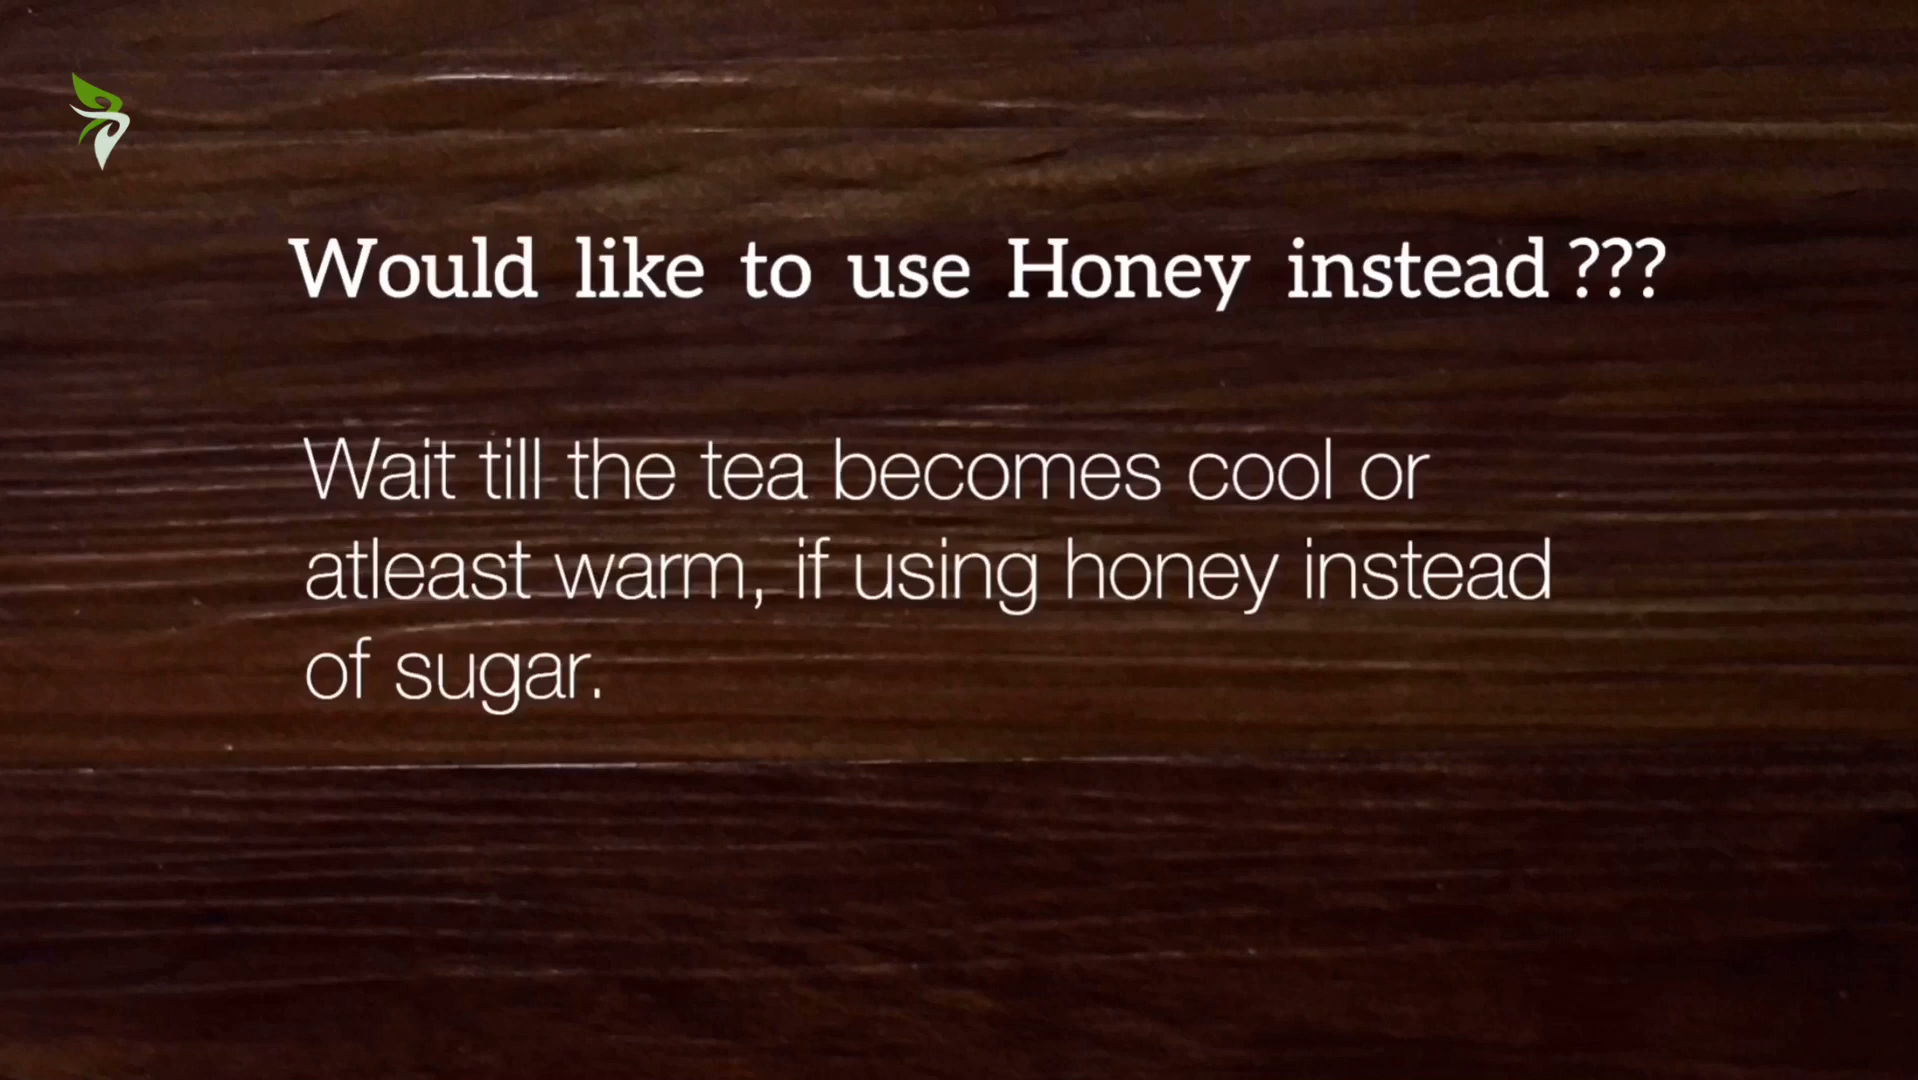 Would like to use Honey instead ???
Wait till the tea becomes cool or
atleast warm, if using honey instead
of sugar.